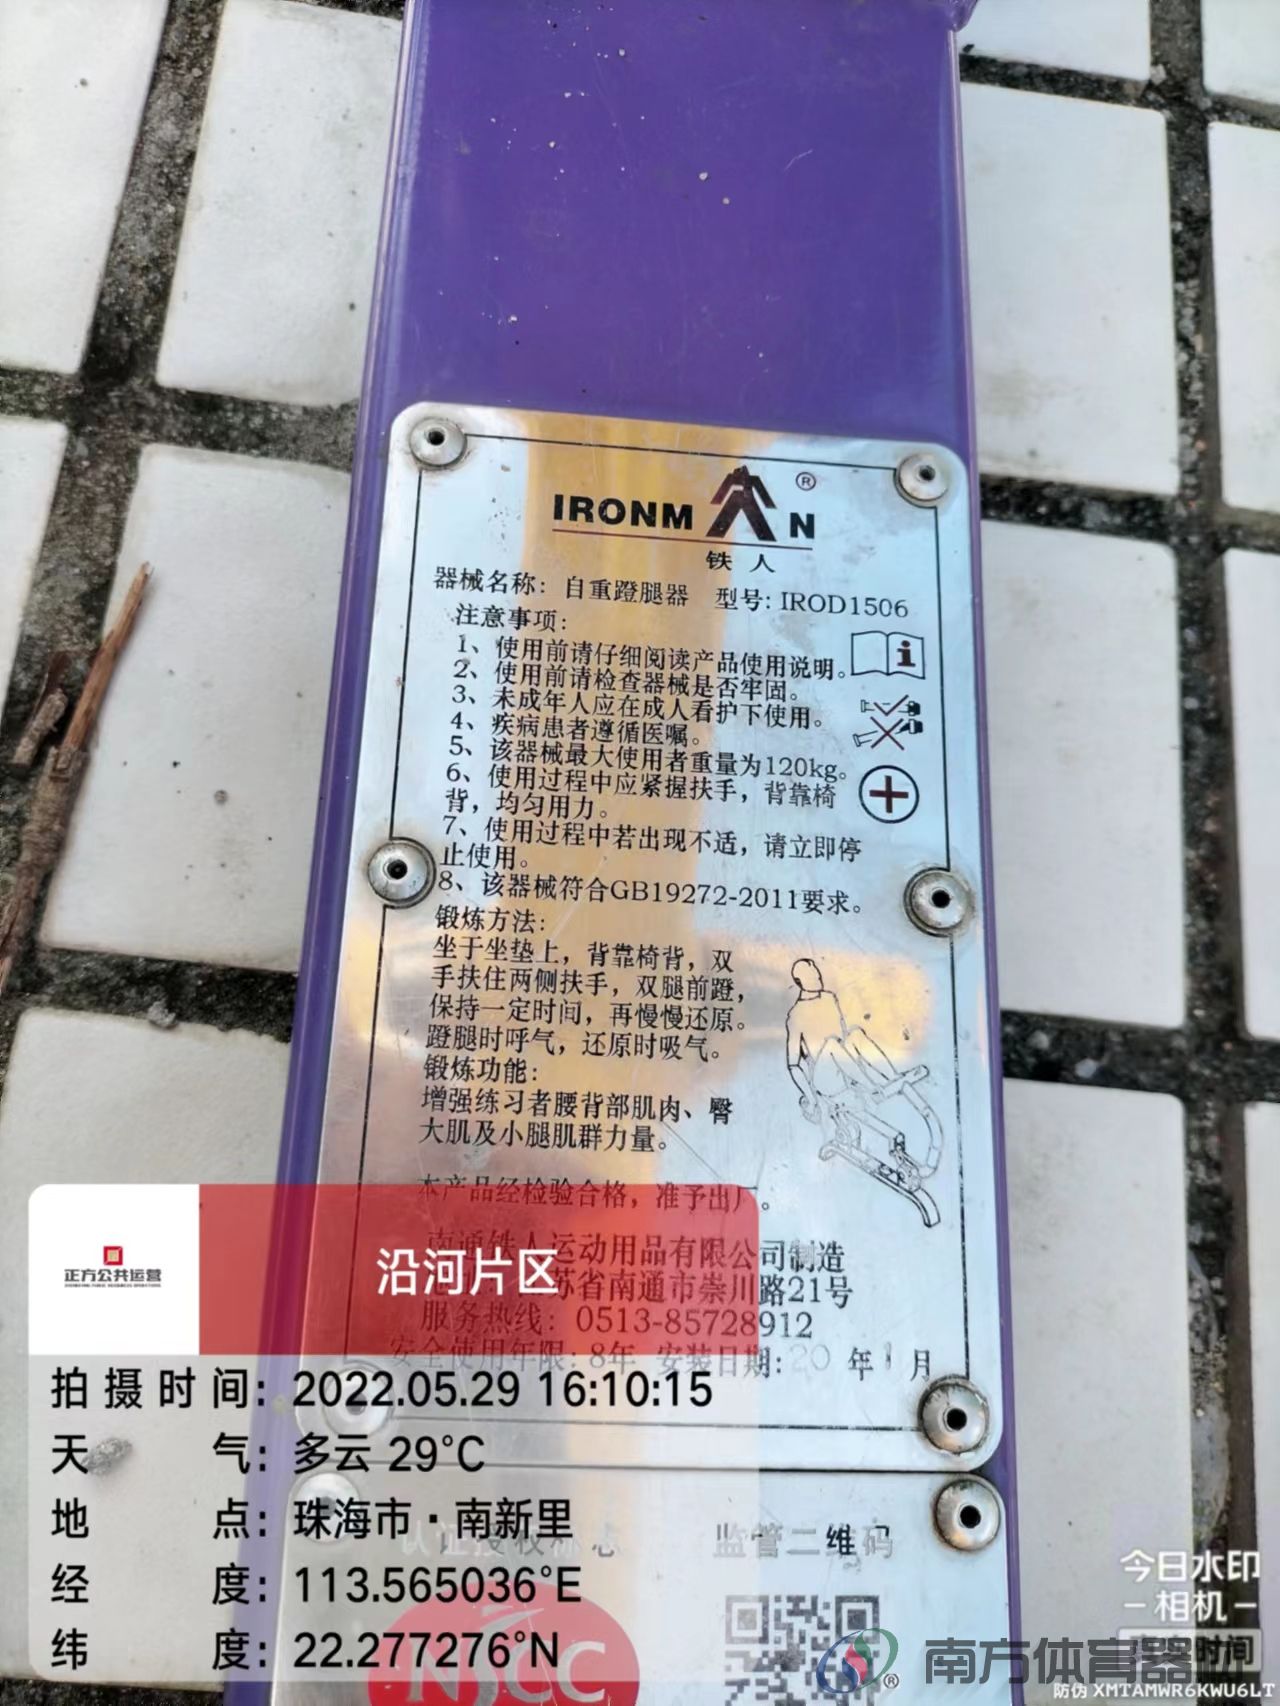 IRONM N ®
铁人
器械名称：自重蹬腿器 型号：IROD1506
注意事项：
1、使用前请仔细阅读产品使用说明。
2、使用前请检查器械是否牢固。
3、未成年人应在成人看护下使用。
4、疾病患者遵循医嘱。
5、该器械最大使用者重量为120kg。
6、使用过程中应紧握扶手，背靠椅
背，均匀用力。
7、使用过程中若出现不适，请立即停
止使用。
8、该器械符合GB19272-2011要求。
锻炼方法：
坐于坐垫上，背靠椅背，双
手扶住两侧扶手，双腿前蹬，
保持一定时间，再慢慢还原。
蹬腿时呼气，还原时吸气。
锻炼功能：
增强练习者腰背部肌肉、臀
大肌及小腿肌群力量。
本产品经检验合格，准予出厂。
南通铁人运动用品有限公司制造
苏省南通市崇川路21号
服务热线：0513-85728912
安全使用年限：8年 安装日期：20 年1月
认证授权标志 监管二维码
NSCC
®
正方公共运营
沿河片区
拍摄时间：2022.05.29 16:10:15
天气：多云 29°C
地点：珠海市·南新里
经度：113.565036°E
纬度：22.277276°N
今日水印
相机
时间
南方体育器
防伪 XMTAMWR6KWU6LT